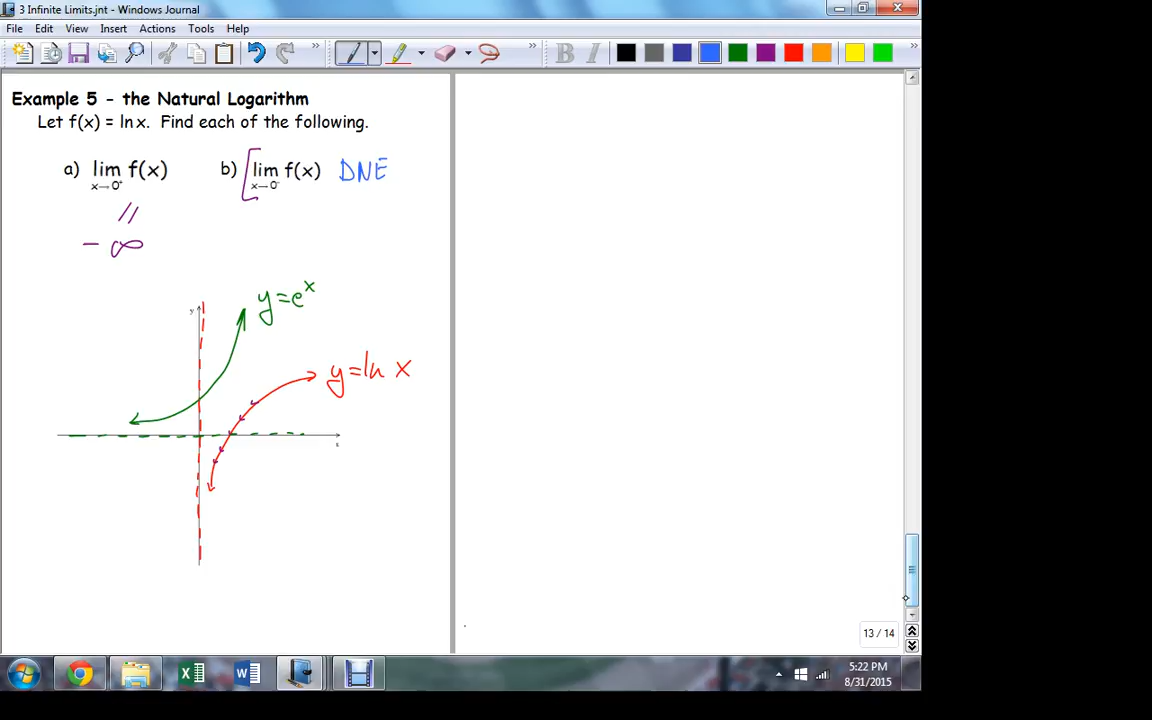 3 Infinite Limits.jnt - Windows Journal
File Edit View Insert Actions Tools Help
» » B I »
Example 5 - the Natural Logarithm
Let f(x) = ln x. Find each of the following.
a) lim f(x) b) [lim f(x) DNE
x→0⁺ x→0⁻
=
- ∞
y=eˣ
y
y=ln x
x
13 / 14
5:22 PM
8/31/2015